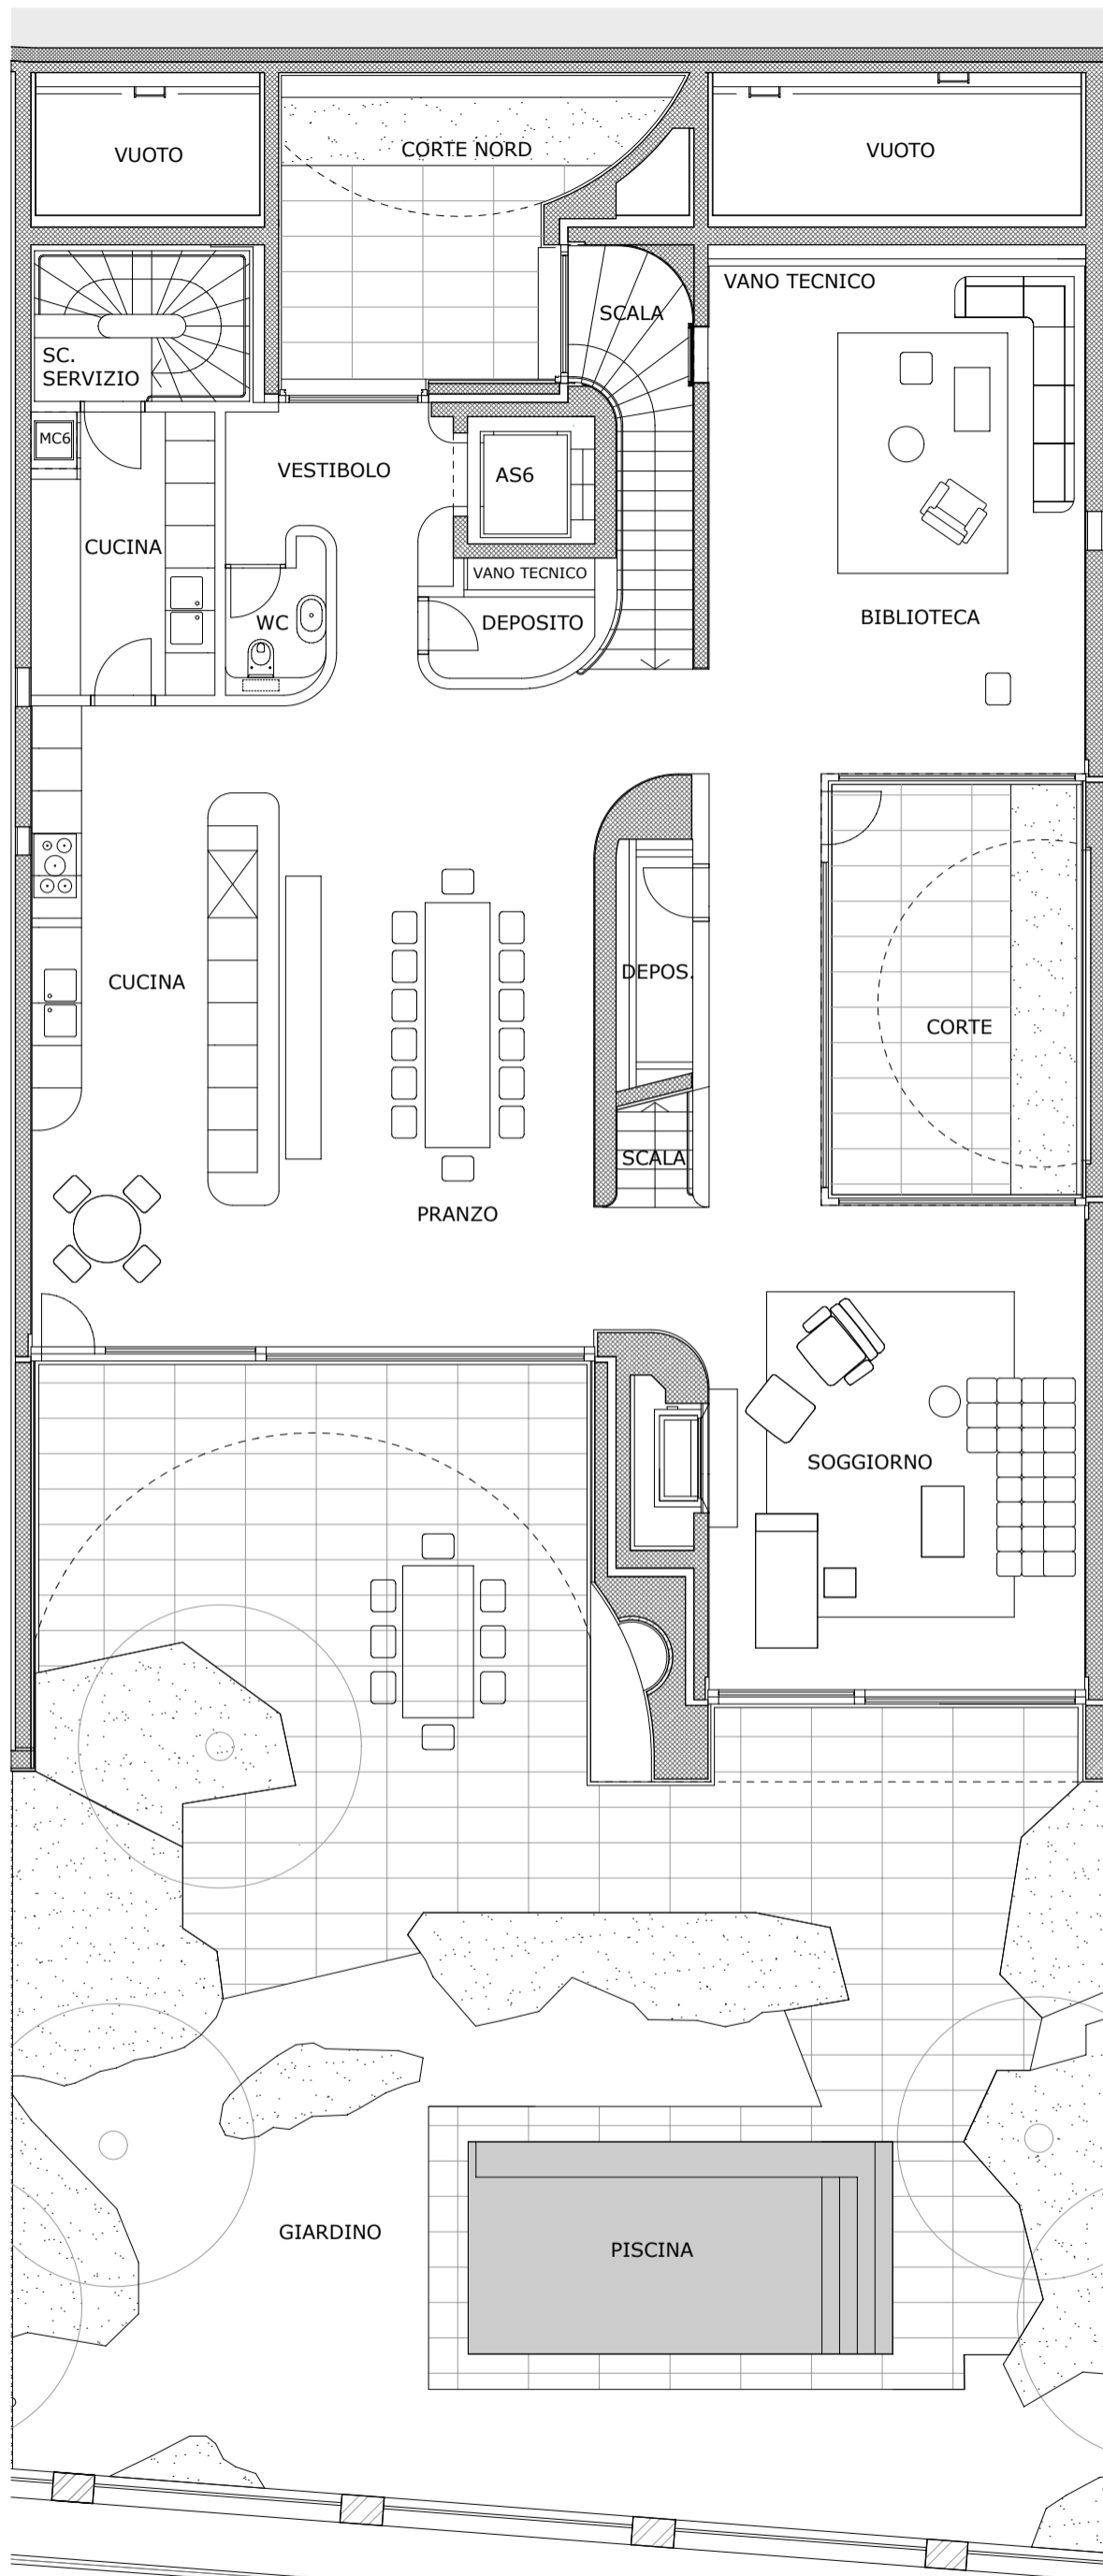 VUOTO
CORTE NORD
VUOTO
VANO TECNICO
SCALA
SC.
SERVIZIO
MC6
VESTIBOLO
AS6
CUCINA
VANO TECNICO
WC
DEPOSITO
BIBLIOTECA
CUCINA
DEPOS.
CORTE
SCALA
PRANZO
SOGGIORNO
GIARDINO
PISCINA